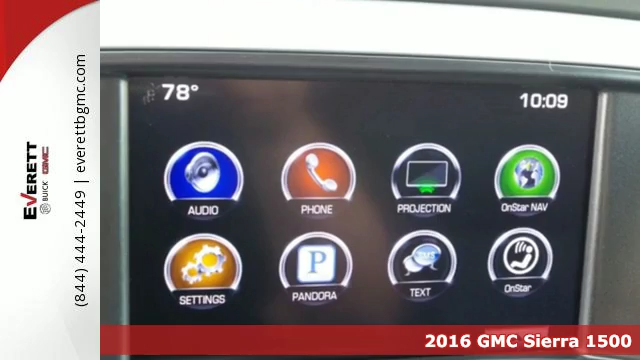 EVERETT
BUICK GMC
(844) 444-2449 | everettbgmc.com
78°
10:09
AUDIO
PHONE
PROJECTION
OnStar NAV
SETTINGS
P
PANDORA
TEXT
OnStar
2016 GMC Sierra 1500